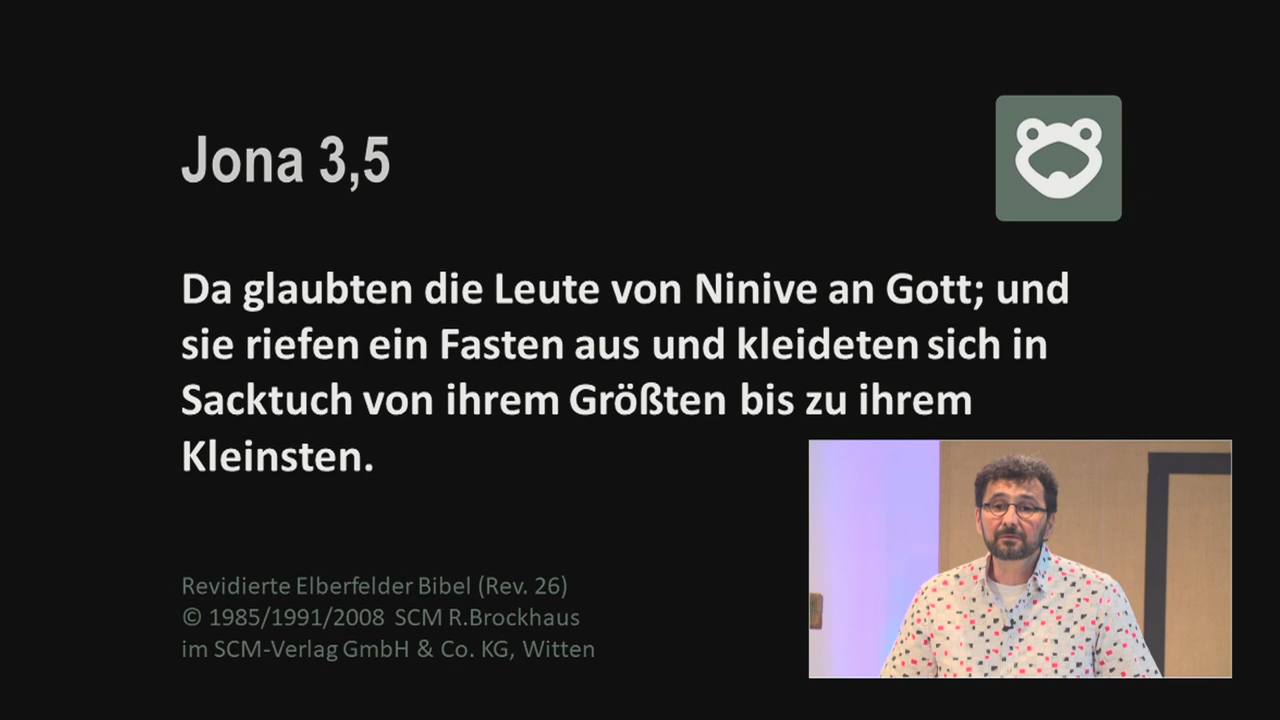 Jona 3,5
Da glaubten die Leute von Ninive an Gott; und
sie riefen ein Fasten aus und kleideten sich in
Sacktuch von ihrem Größten bis zu ihrem
Kleinsten.
Revidierte Elberfelder Bibel (Rev. 26)
© 1985/1991/2008 SCM R.Brockhaus
im SCM-Verlag GmbH & Co. KG, Witten